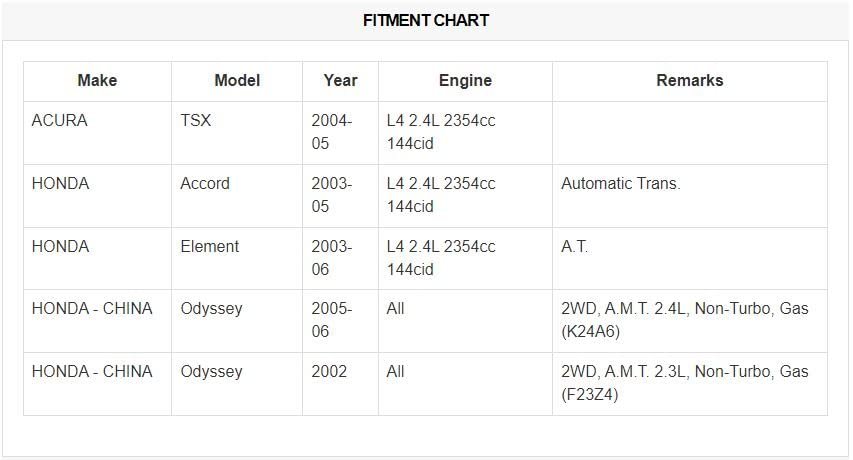 FITMENT CHART
Make Model Year Engine Remarks
ACURA TSX 2004- L4 2.4L 2354cc
05 144cid
HONDA Accord 2003- L4 2.4L 2354cc Automatic Trans.
05 144cid
HONDA Element 2003- L4 2.4L 2354cc A.T.
06 144cid
HONDA - CHINA Odyssey 2005- All 2WD, A.M.T. 2.4L, Non-Turbo, Gas
06 (K24A6)
HONDA - CHINA Odyssey 2002 All 2WD, A.M.T. 2.3L, Non-Turbo, Gas
(F23Z4)